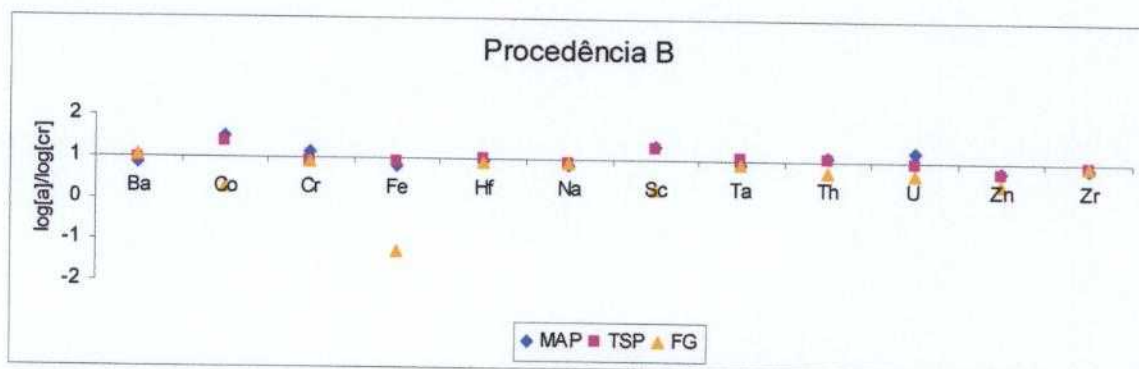 Procedência B
log[a]/log[cr]
2
1
0
-1
-2
Ba Co Cr Fe Hf Na Sc Ta Th U Zn Zr
MAP TSP FG